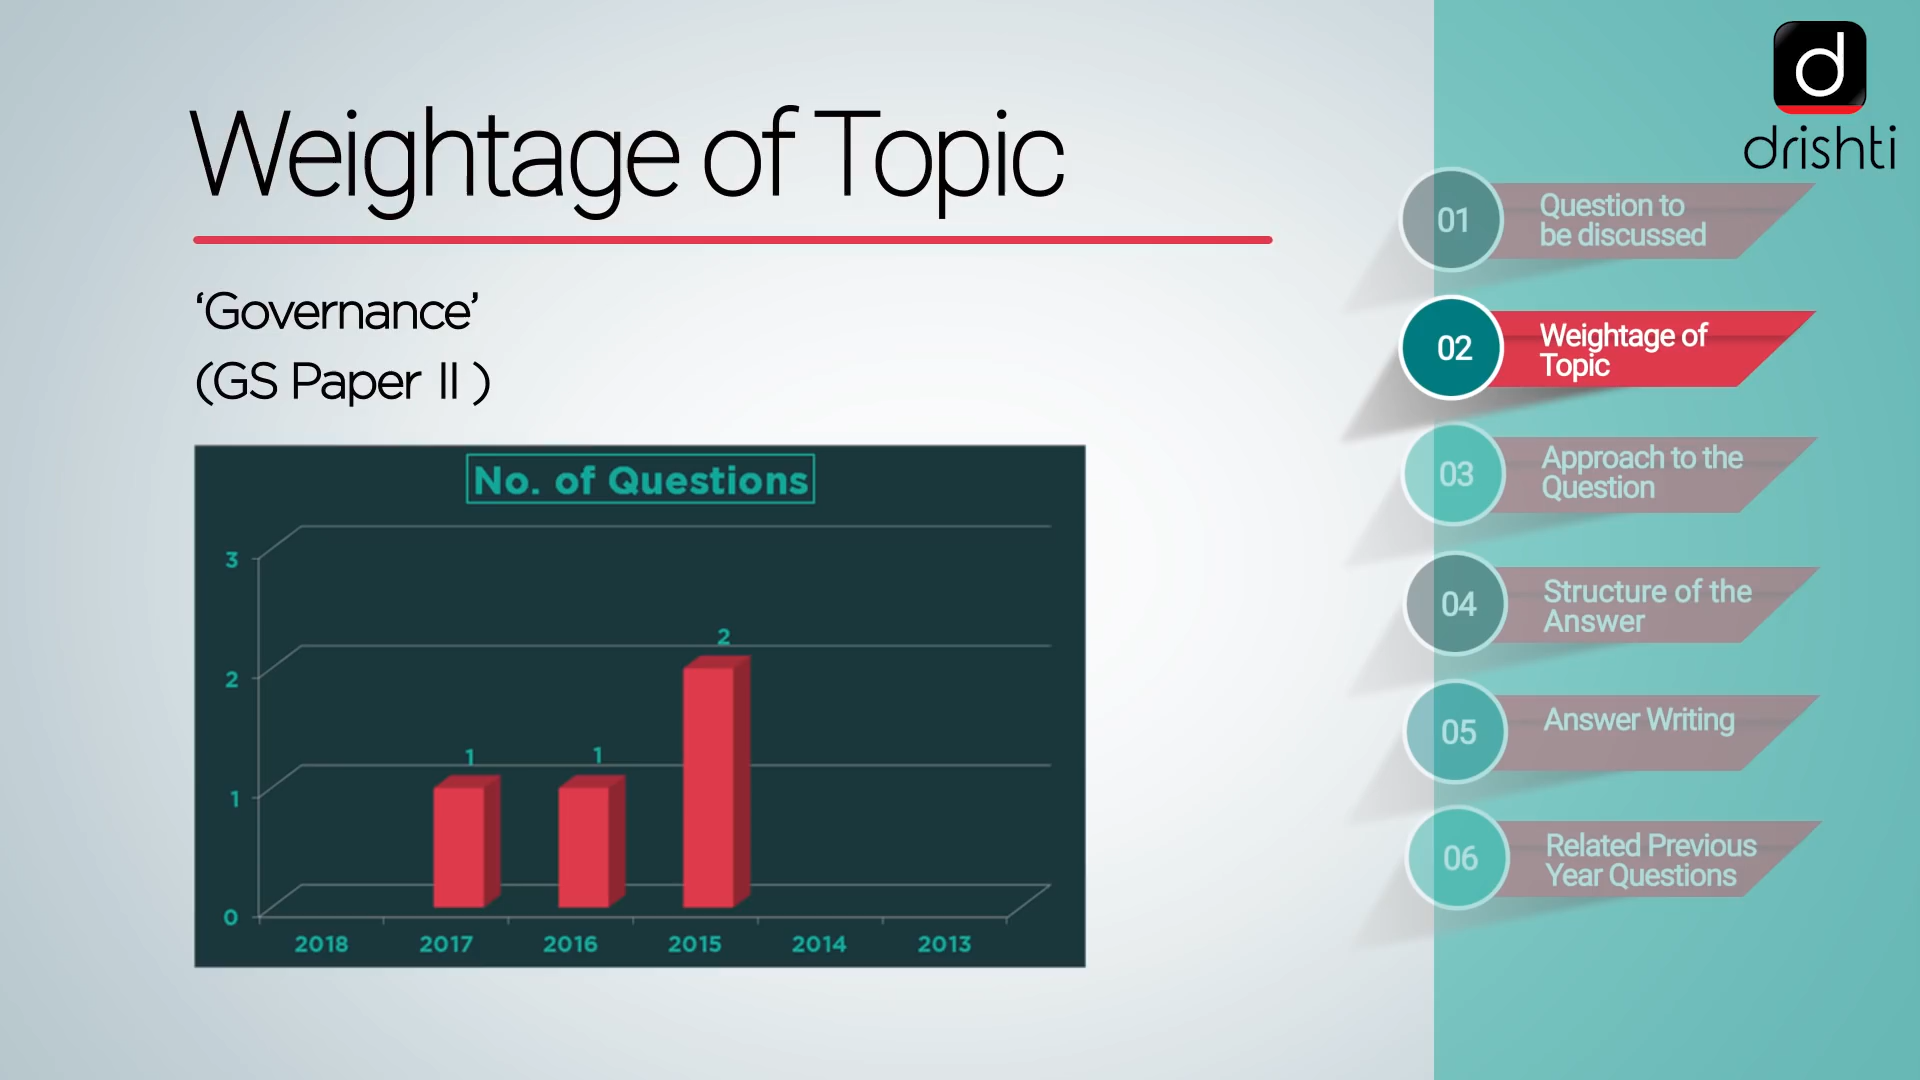 Weightage of Topic
‘Governance’
(GS Paper II )
No. of Questions
3
2
1
0
1
1
2
2018 2017 2016 2015 2014 2013
d
drishti
01
Question to
be discussed
02
Weightage of
Topic
03
Approach to the
Question
04
Structure of the
Answer
05
Answer Writing
06
Related Previous
Year Questions